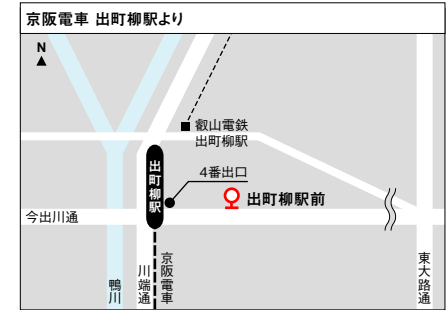 京阪電車 出町柳駅より
N
叡山電鉄
出町柳駅
4番出口
出町柳駅
出町柳駅前
今出川通
鴨川
川端通
京阪電車
東大路通